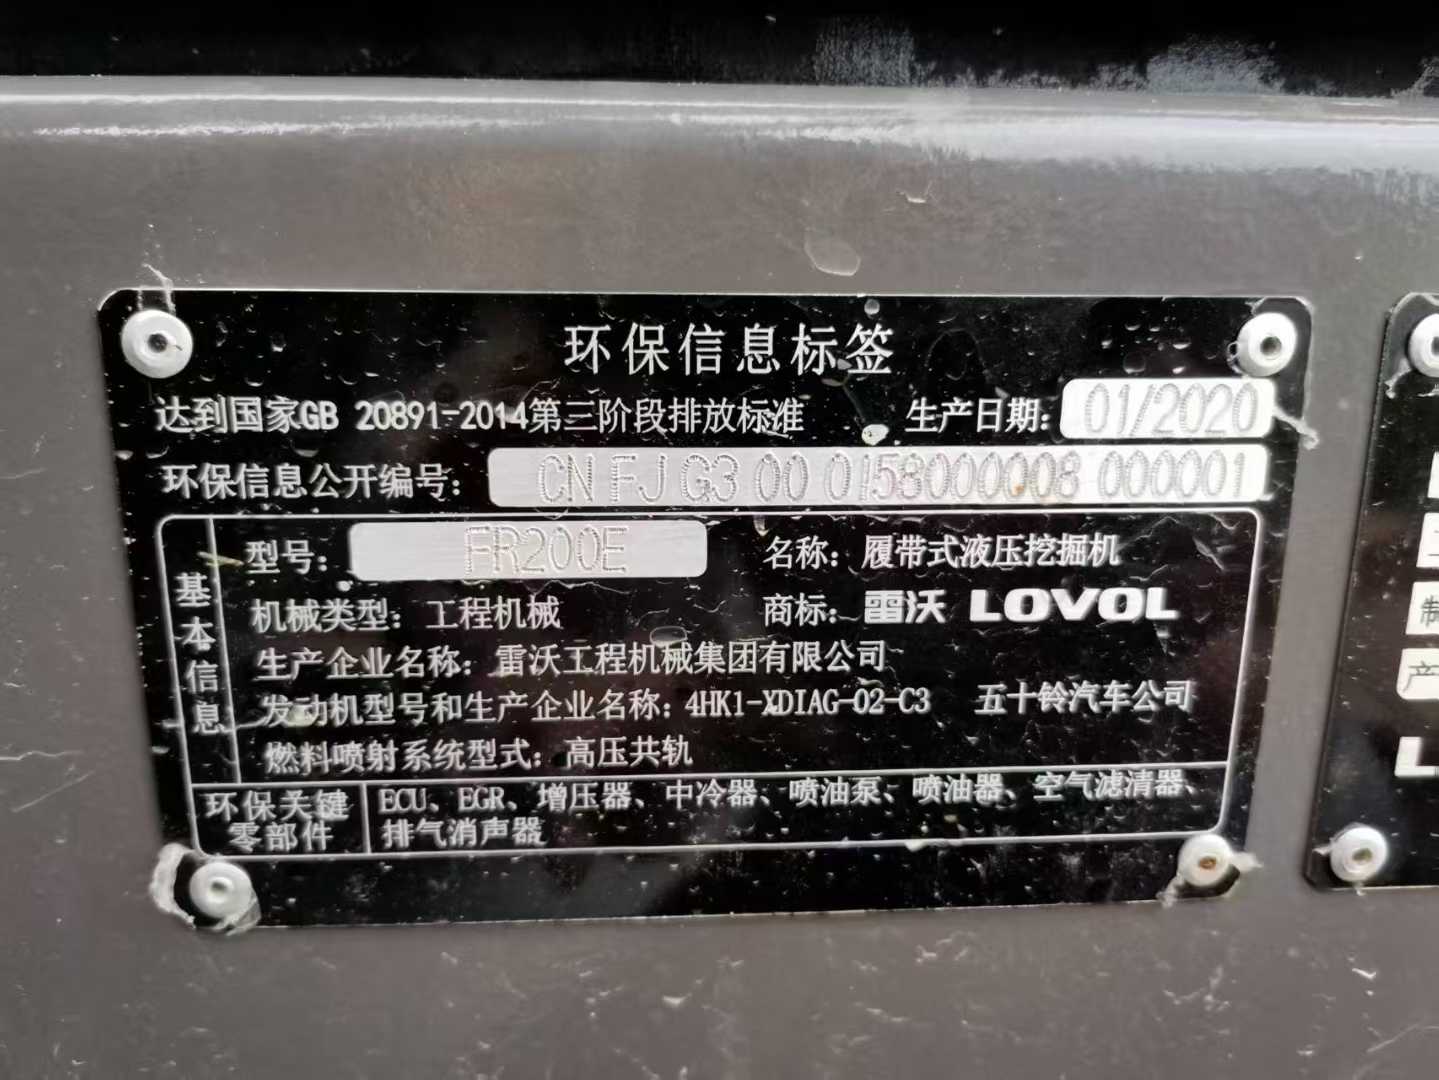 环保信息标签
达到国家GB 20891-2014第三阶段排放标准 生产日期: 01/2020
环保信息公开编号: CN FJ G3 00 0158000008 000001
基本信息
型号: FR200E 名称: 履带式液压挖掘机
机械类型: 工程机械 商标: 雷沃 LOVOL
生产企业名称: 雷沃工程机械集团有限公司
发动机型号和生产企业名称: 4HK1-XDIAG-02-C3 五十铃汽车公司
燃料喷射系统型式: 高压共轨
环保关键零部件
ECU、EGR、增压器、中冷器、喷油泵、喷油器、空气滤清器、
排气消声器
制
产
L